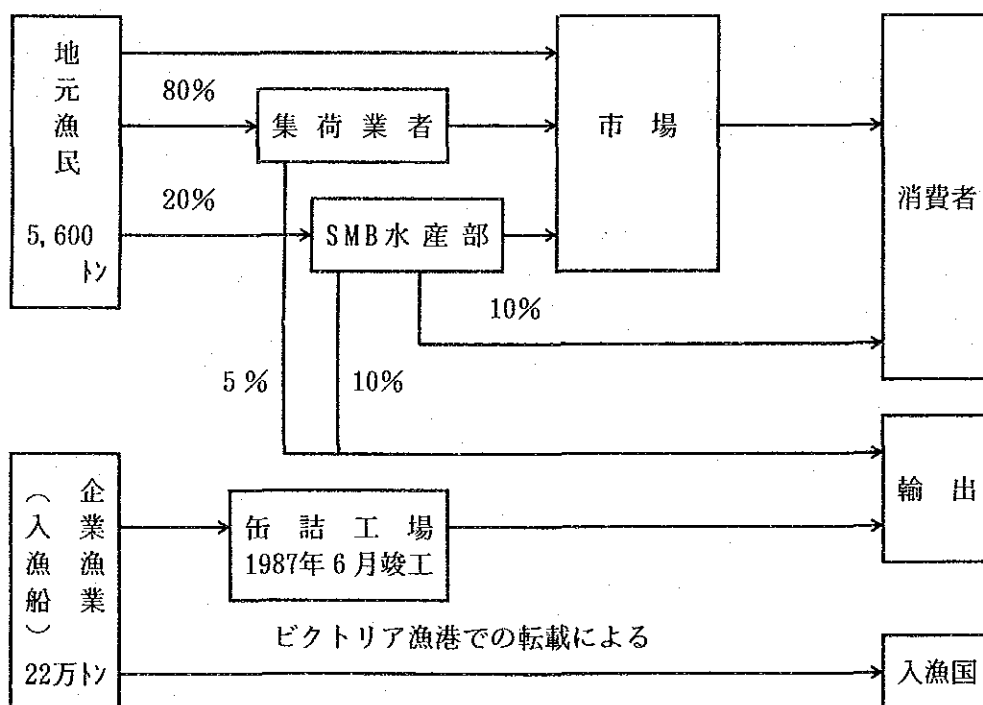 地元漁民
5,600
トン
80%
集荷業者
20%
SMB水産部
市場
消費者
10%
5%
10%
輸出
企業漁業
（入漁船）
22万トン
缶詰工場
1987年6月竣工
ビクトリア漁港での転載による
入漁国